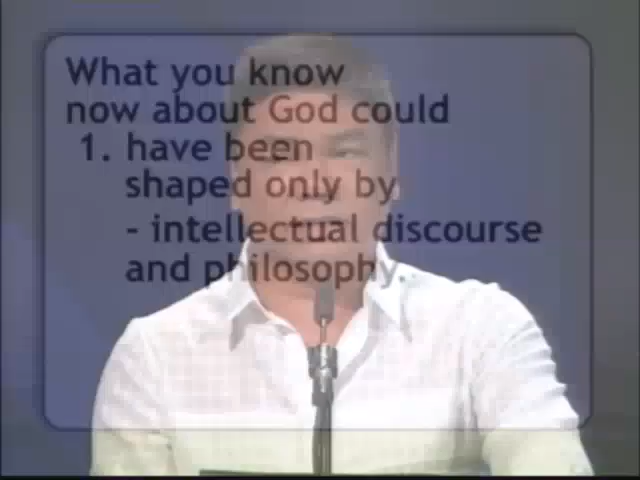 What you know
now about God could
1. have been
shaped only by
- intellectual discourse
and philosophy.